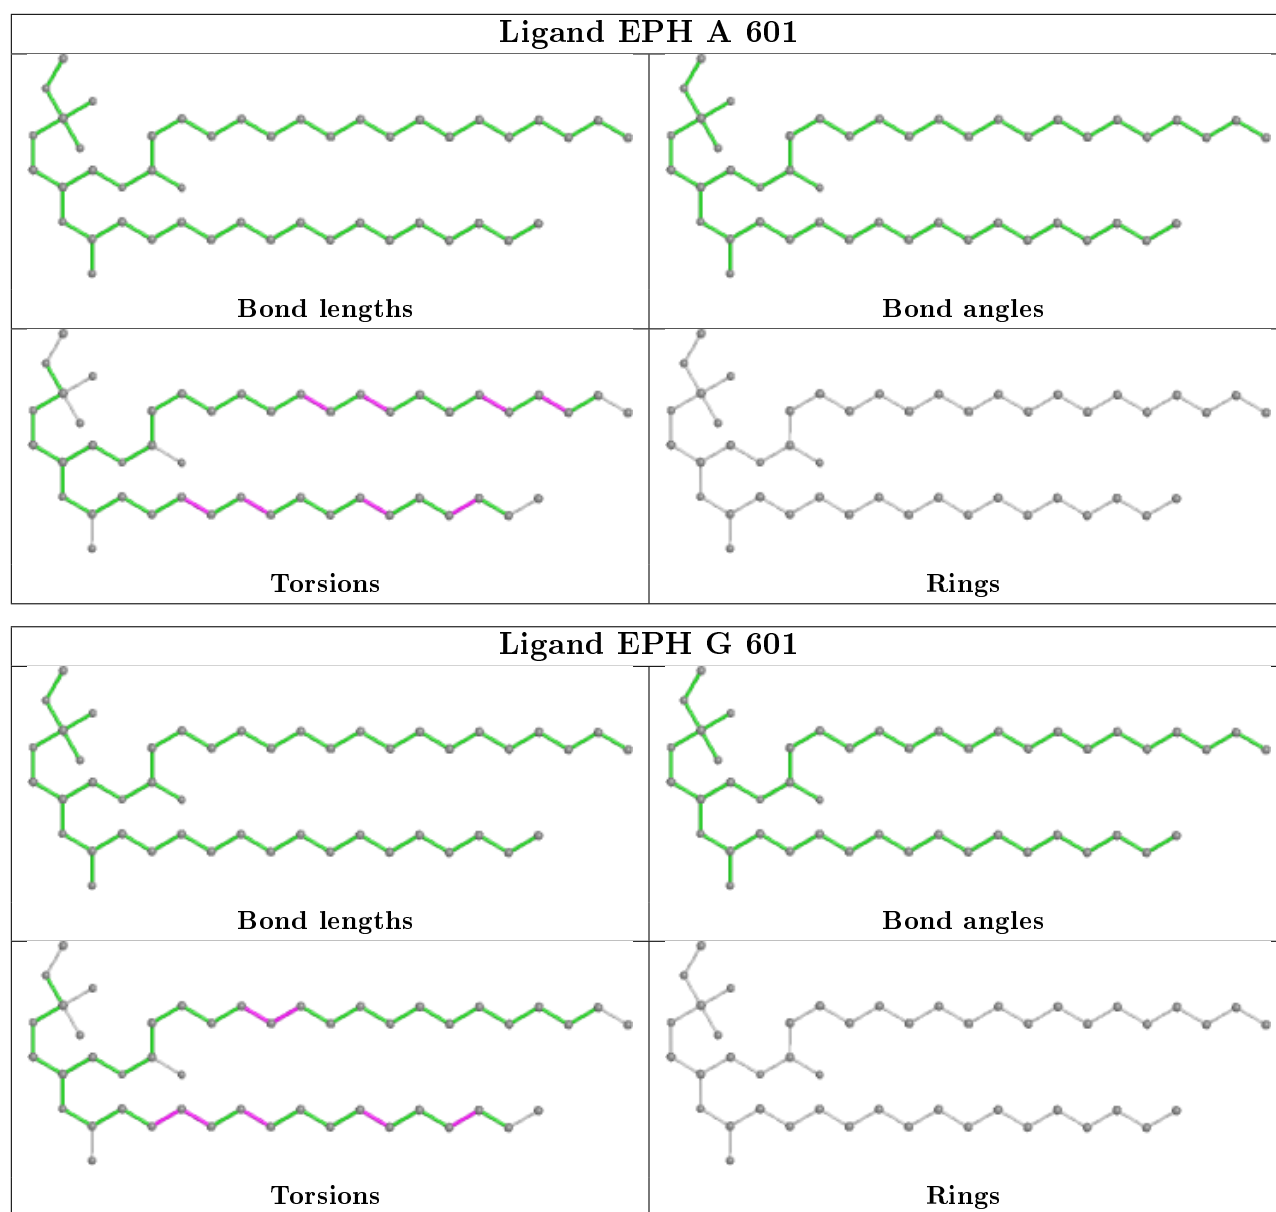 Ligand EPH A 601
Bond lengths
Bond angles
Torsions
Rings
Ligand EPH G 601
Bond lengths
Bond angles
Torsions
Rings